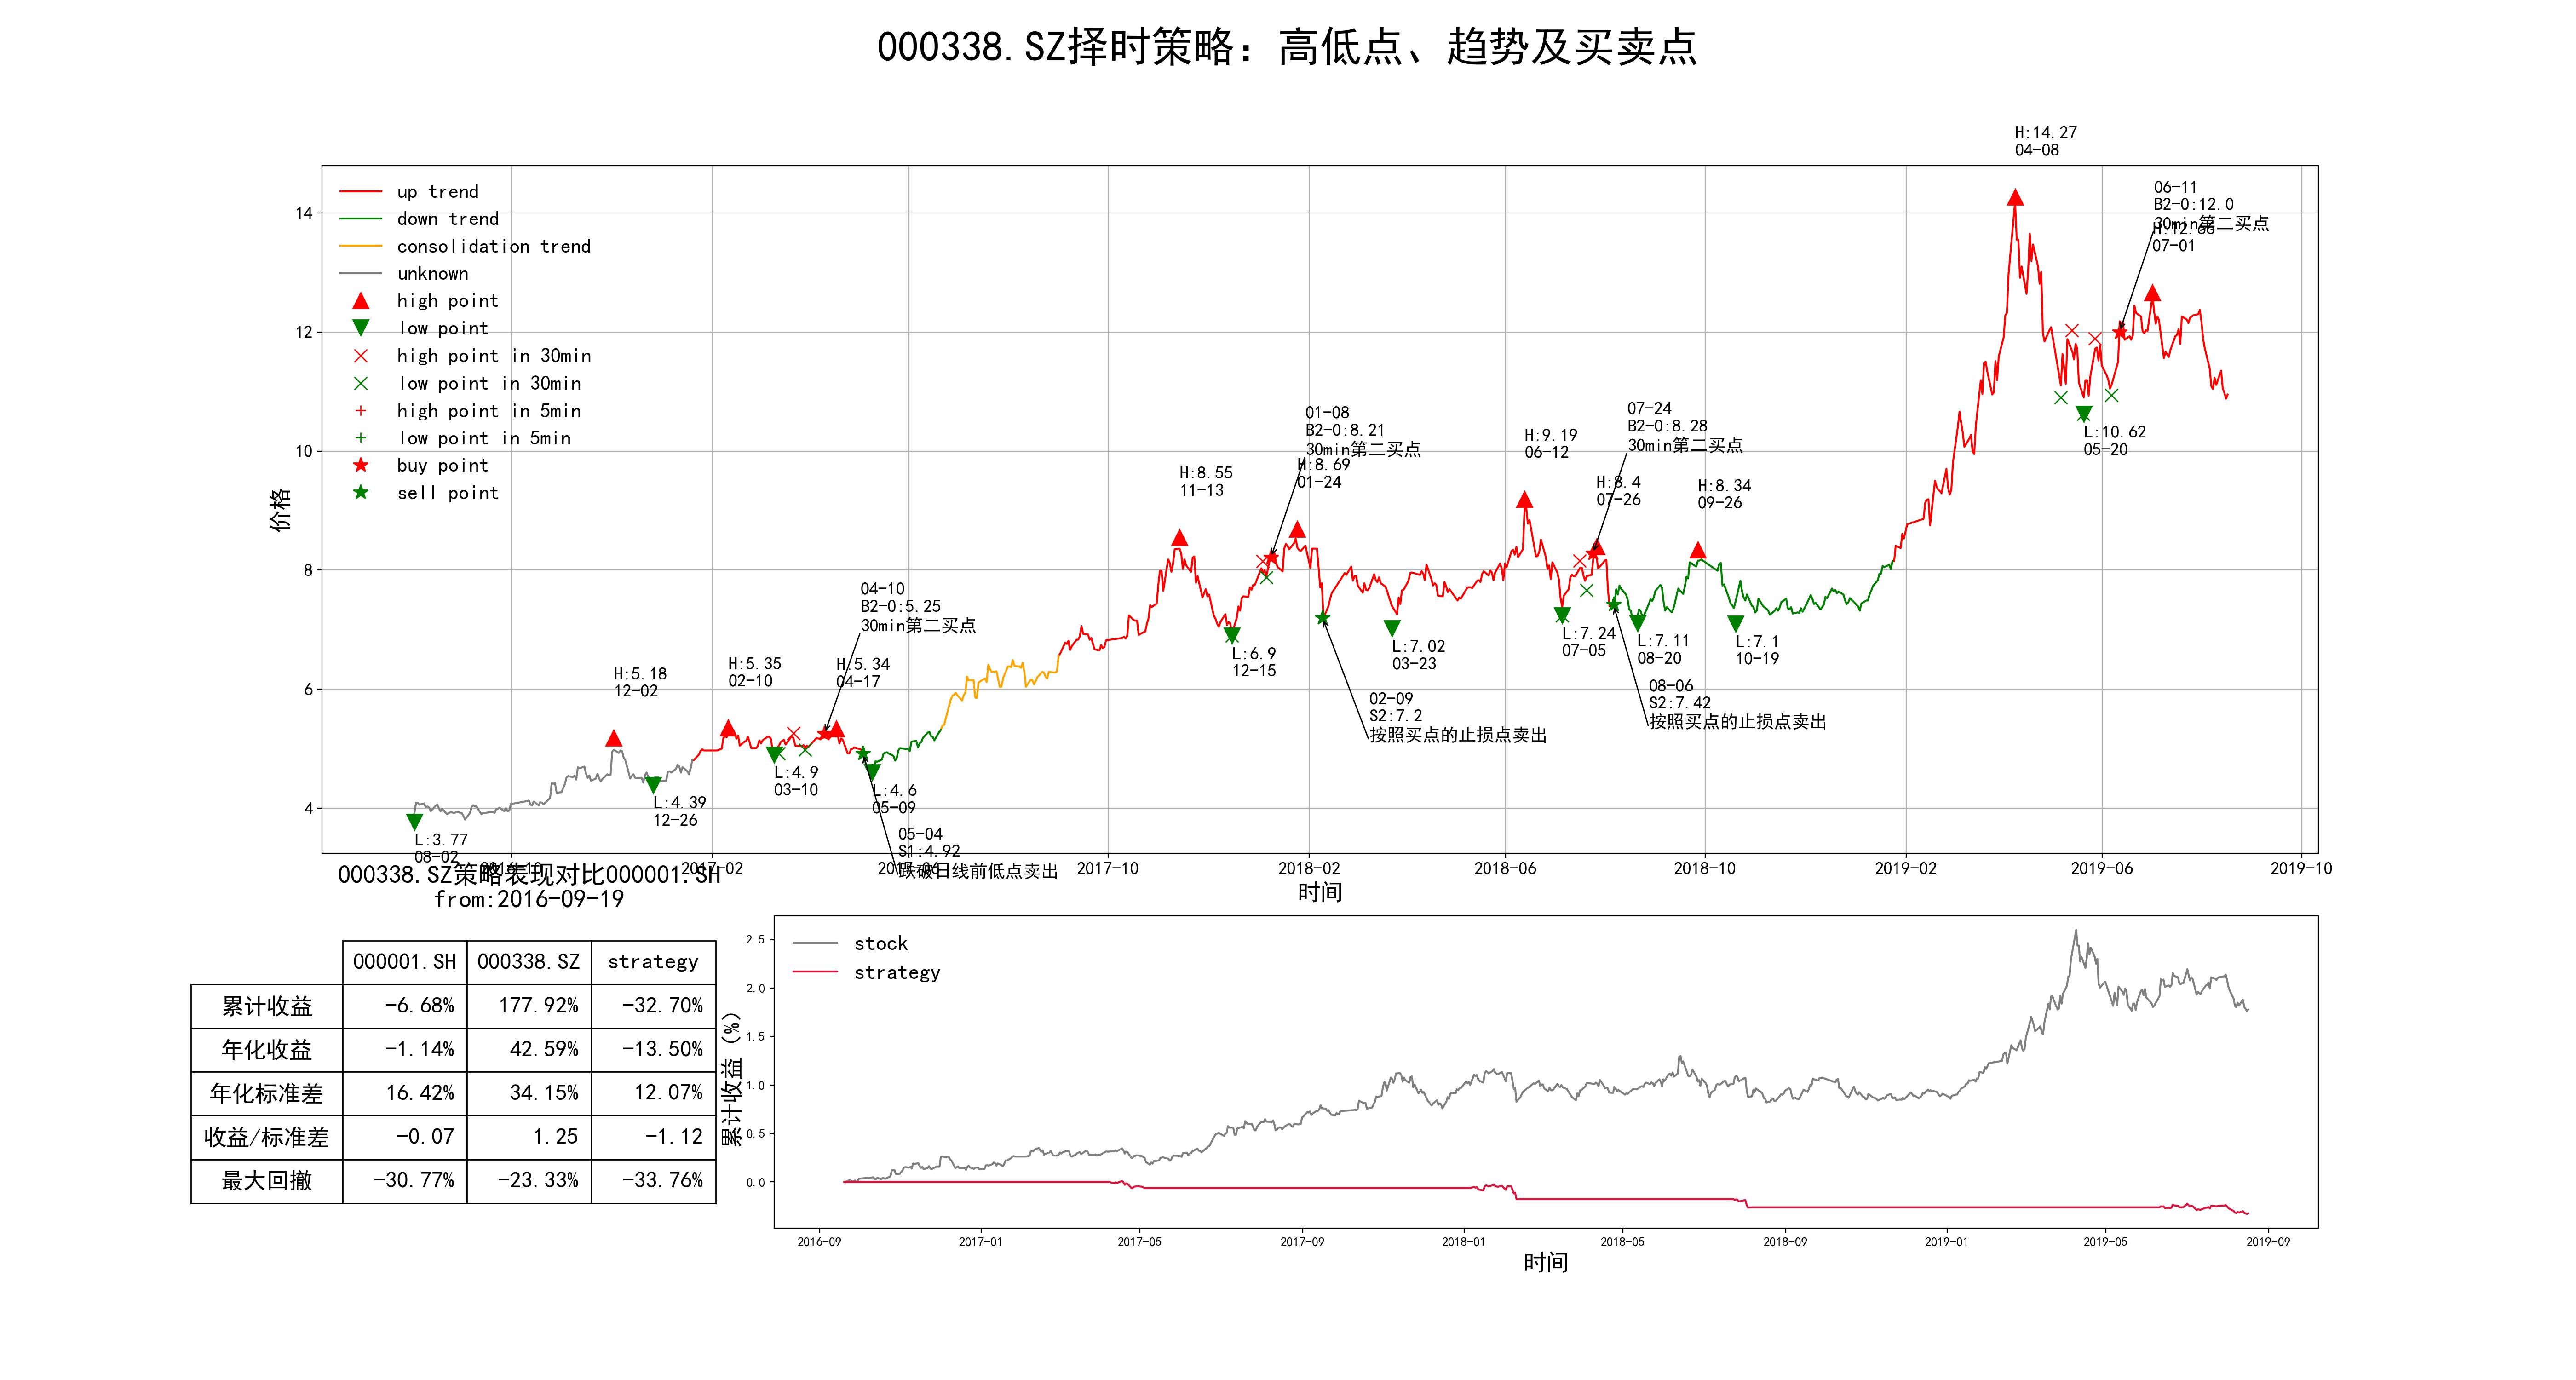 000338.SZ择时策略：高低点、趋势及买卖点
H:14.27
04-08
up trend
down trend
consolidation trend
unknown
high point
low point
high point in 30min
low point in 30min
high point in 5min
low point in 5min
buy point
sell point
价格
14
12
10
8
6
4
L:3.77
08-02
H:5.18
12-02
L:4.39
12-26
H:5.35
02-10
L:4.9
03-10
04-10
B2-0:5.25
30min第二买点
H:5.34
04-17
L:4.6
05-09
05-04
S1:4.92
跌破日线前低点卖出
H:8.55
11-13
L:6.9
12-15
01-08
B2-0:8.21
30min第二买点
H:8.69
01-24
02-09
S2:7.2
按照买点的止损点卖出
L:7.02
03-23
H:9.19
06-12
L:7.24
07-05
07-24
B2-0:8.28
30min第二买点
H:8.4
07-26
08-06
S2:7.42
按照买点的止损点卖出
L:7.11
08-20
H:8.34
09-26
L:7.1
10-19
L:10.62
05-20
06-11
B2-0:12.0
30min第二买点
H:12.66
07-01
2016-10
2017-02
2017-06
2017-10
2018-02
2018-06
2018-10
2019-02
2019-06
2019-10
时间
000338.SZ策略表现对比000001.SH
from:2016-09-19
000001.SH 000338.SZ strategy
累计收益 -6.68% 177.92% -32.70%
年化收益 -1.14% 42.59% -13.50%
年化标准差 16.42% 34.15% 12.07%
收益/标准差 -0.07 1.25 -1.12
最大回撤 -30.77% -23.33% -33.76%
stock
strategy
累计收益（%）
2.5
2.0
1.5
1.0
0.5
0.0
2016-09
2017-01
2017-05
2017-09
2018-01
2018-05
2018-09
2019-01
2019-05
2019-09
时间